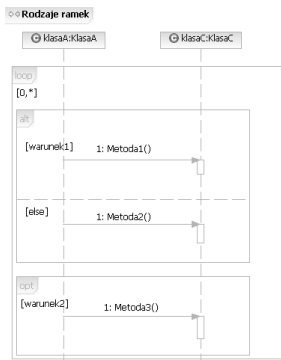 Rodzaje ramek
klasaA:KlasaA
klasaC:KlasaC
loop
[0,*]
alt
[warunek1]
1: Metoda1()
[else]
1: Metoda2()
opt
[warunek2]
1: Metoda3()